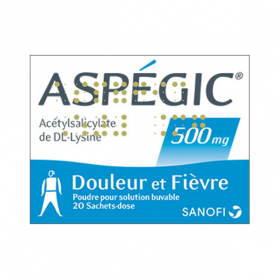 ASPÉGIC®
Acétylsalicylate
de DL-Lysine
500 mg
Douleur et Fièvre
Poudre pour solution buvable
20 Sachets-dose
SANOFI